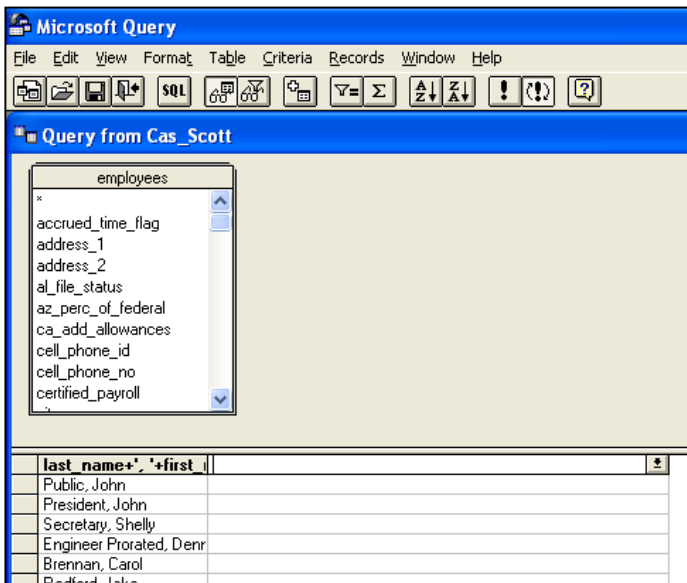 Microsoft Query
File Edit View Format Table Criteria Records Window Help
SQL
Query from Cas_Scott
employees
*
accrued_time_flag
address_1
address_2
al_file_status
az_perc_of_federal
ca_add_allowances
cell_phone_id
cell_phone_no
certified_payroll
last_name+', '+first_
Public, John
President, John
Secretary, Shelly
Engineer Prorated, Denr
Brennan, Carol
Redford, Jake